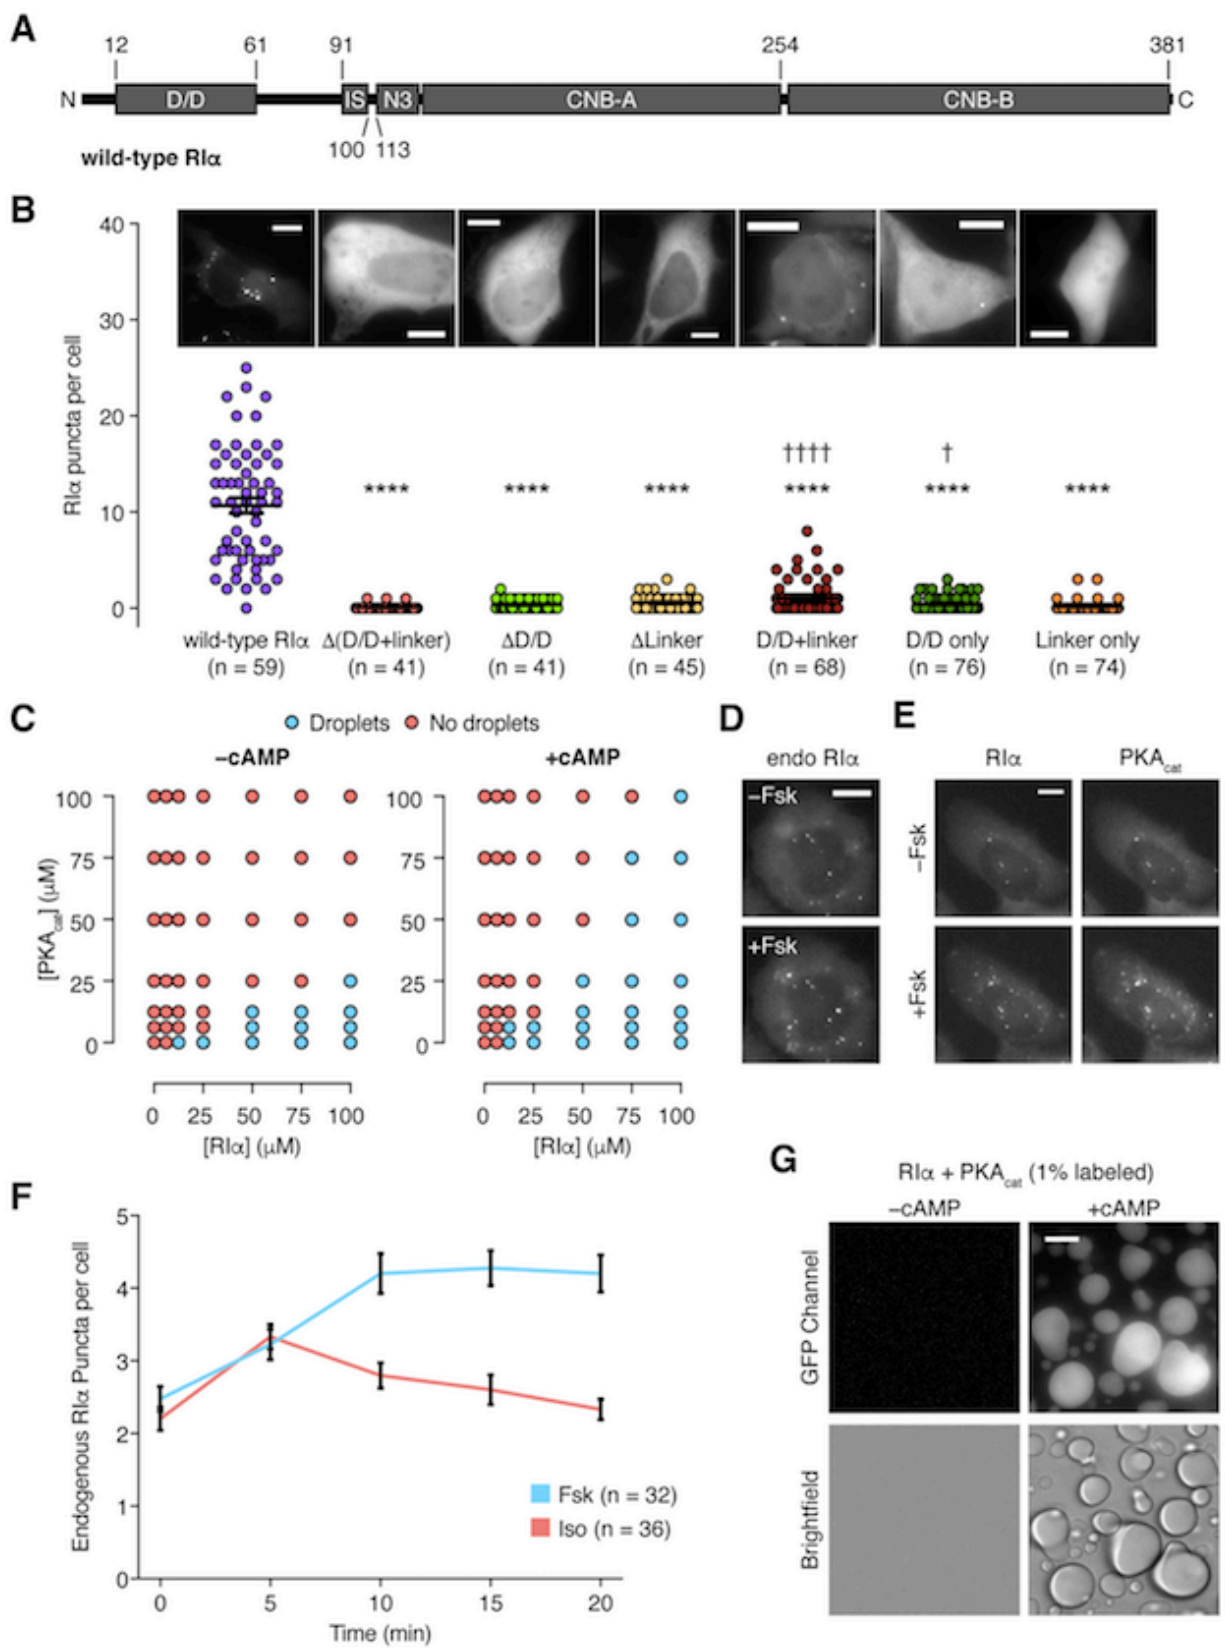 A
12 61 91 254 381
N D/D IS N3 CNB-A CNB-B C
100 113
wild-type RIα
B
RIα puncta per cell
40
30
20
10
0
†††† †
**** **** **** **** **** ****
wild-type RIα Δ(D/D+linker) ΔD/D ΔLinker D/D+linker D/D only Linker only
(n = 59) (n = 41) (n = 41) (n = 45) (n = 68) (n = 76) (n = 74)
C
Droplets No droplets
–cAMP +cAMP
[PKAcat] (μM)
100 100
75 75
50 50
25 25
0 0
0 25 50 75 100 0 25 50 75 100
[RIα] (μM) [RIα] (μM)
D
endo RIα
–Fsk
+Fsk
E
RIα PKAcat
–Fsk
+Fsk
F
Endogenous RIα Puncta per cell
5
4
3
2
1
0
Fsk (n = 32)
Iso (n = 36)
0 5 10 15 20
Time (min)
G
RIα + PKAcat (1% labeled)
–cAMP +cAMP
GFP Channel
Brightfield